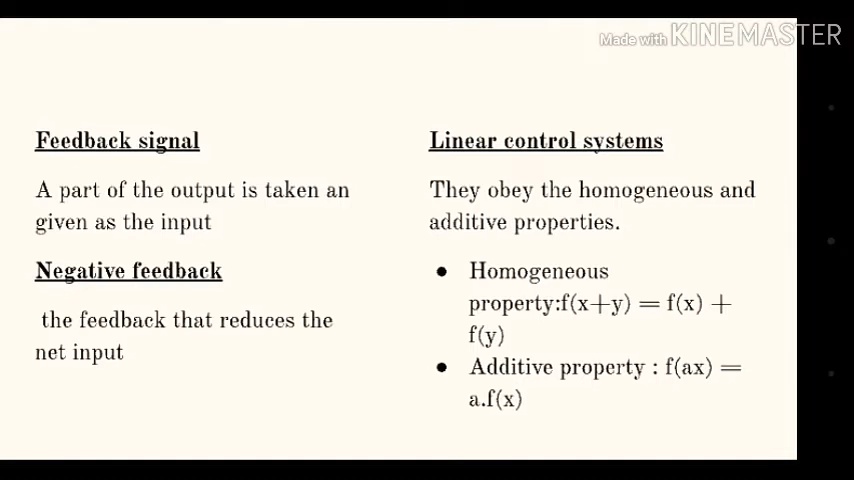 Made with KINEMASTER
Feedback signal
A part of the output is taken an
given as the input
Negative feedback
the feedback that reduces the
net input
Linear control systems
They obey the homogeneous and
additive properties.
● Homogeneous
property:f(x+y) = f(x) +
f(y)
● Additive property : f(ax) =
a.f(x)